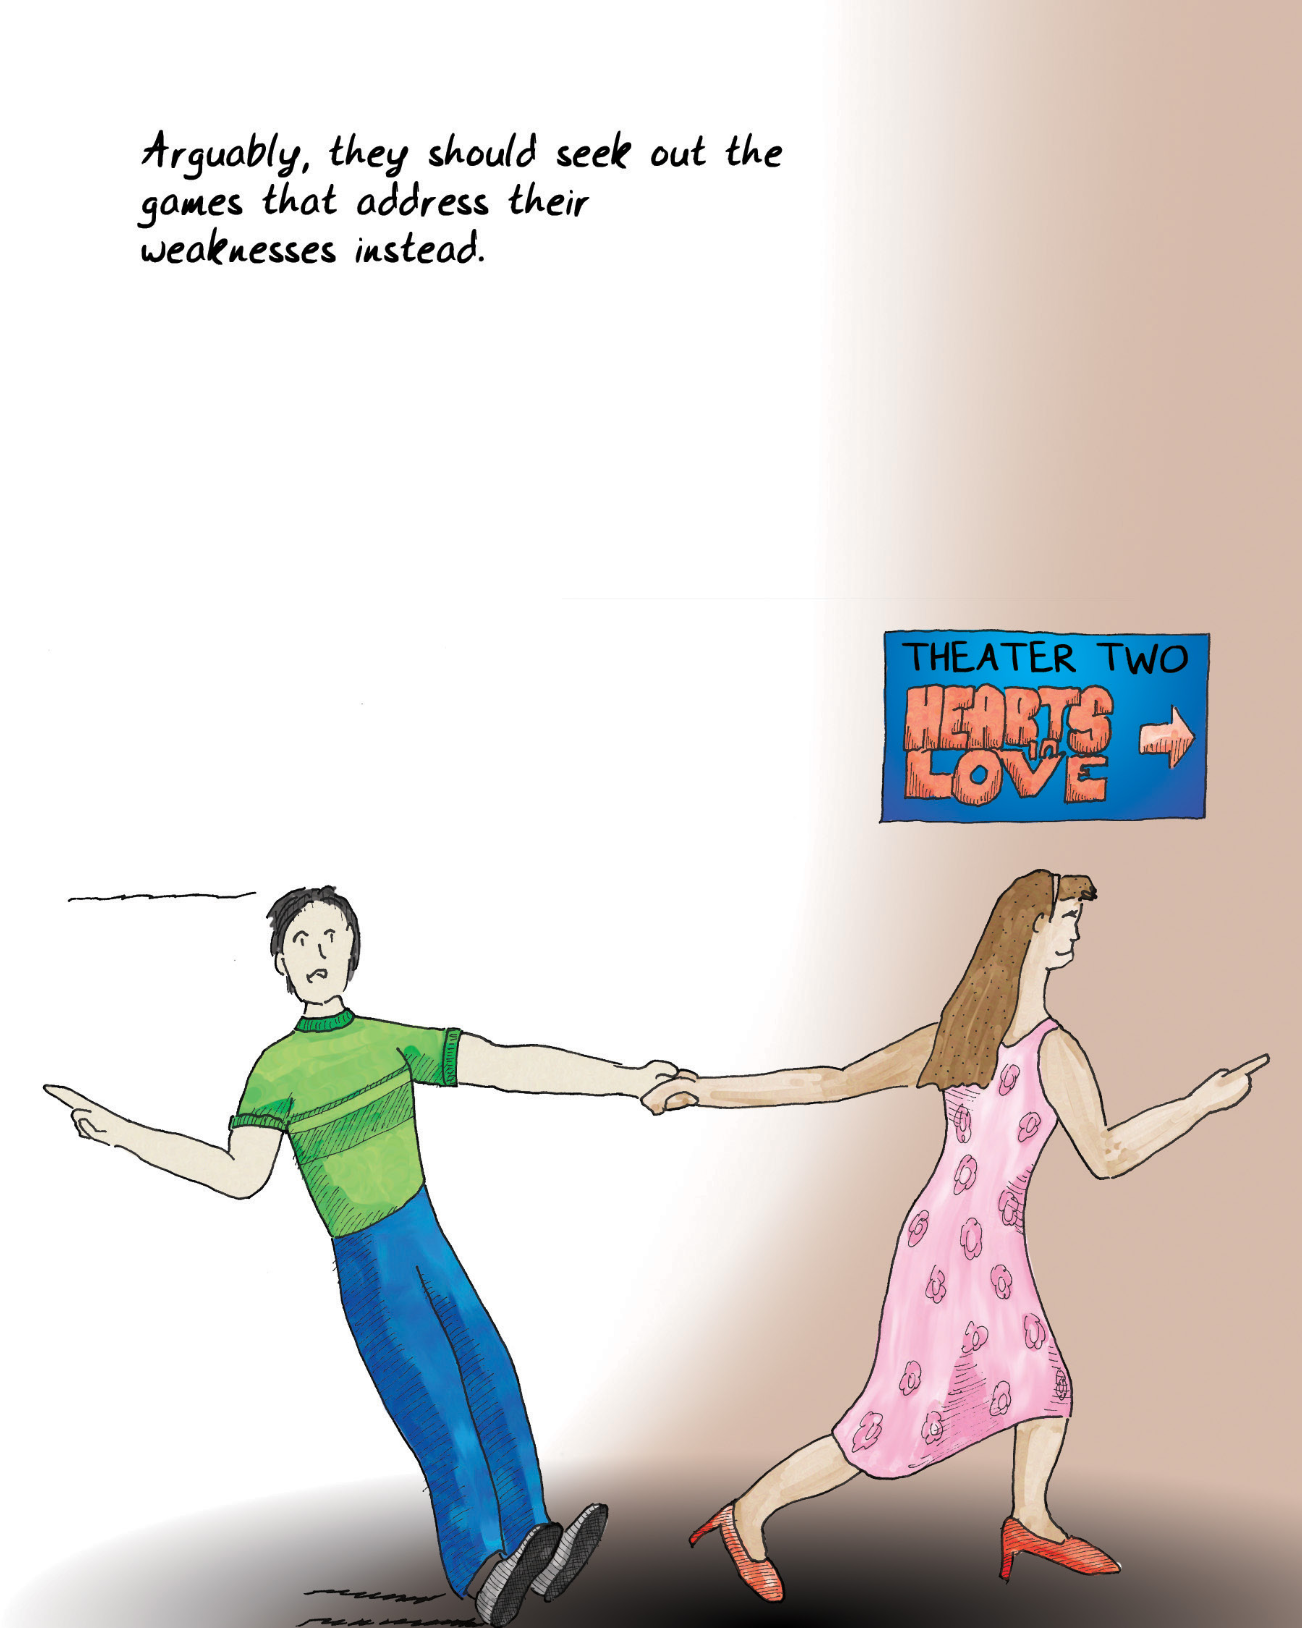 Arguably, they should seek out the
games that address their
weaknesses instead.
THEATER TWO
HEARTS
in
LOVE